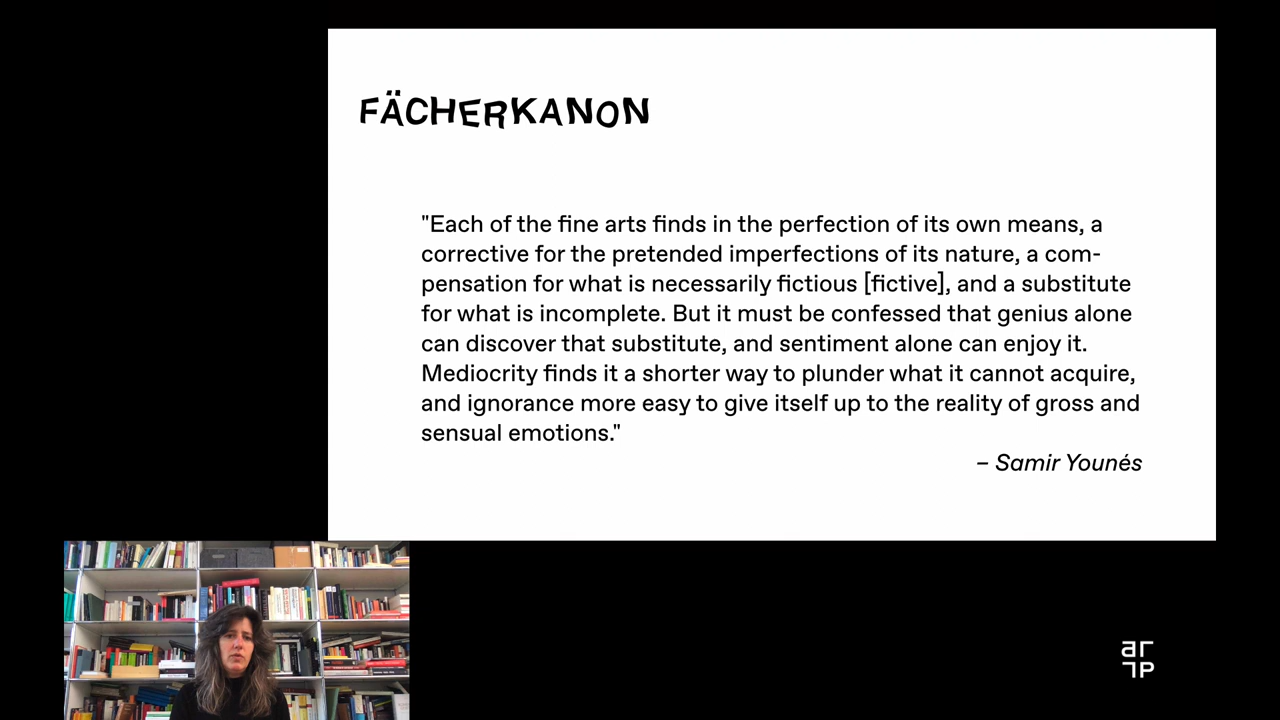 FÄCHERKANON
"Each of the fine arts finds in the perfection of its own means, a
corrective for the pretended imperfections of its nature, a com-
pensation for what is necessarily fictious [fictive], and a substitute
for what is incomplete. But it must be confessed that genius alone
can discover that substitute, and sentiment alone can enjoy it.
Mediocrity finds it a shorter way to plunder what it cannot acquire,
and ignorance more easy to give itself up to the reality of gross and
sensual emotions."
– Samir Younés